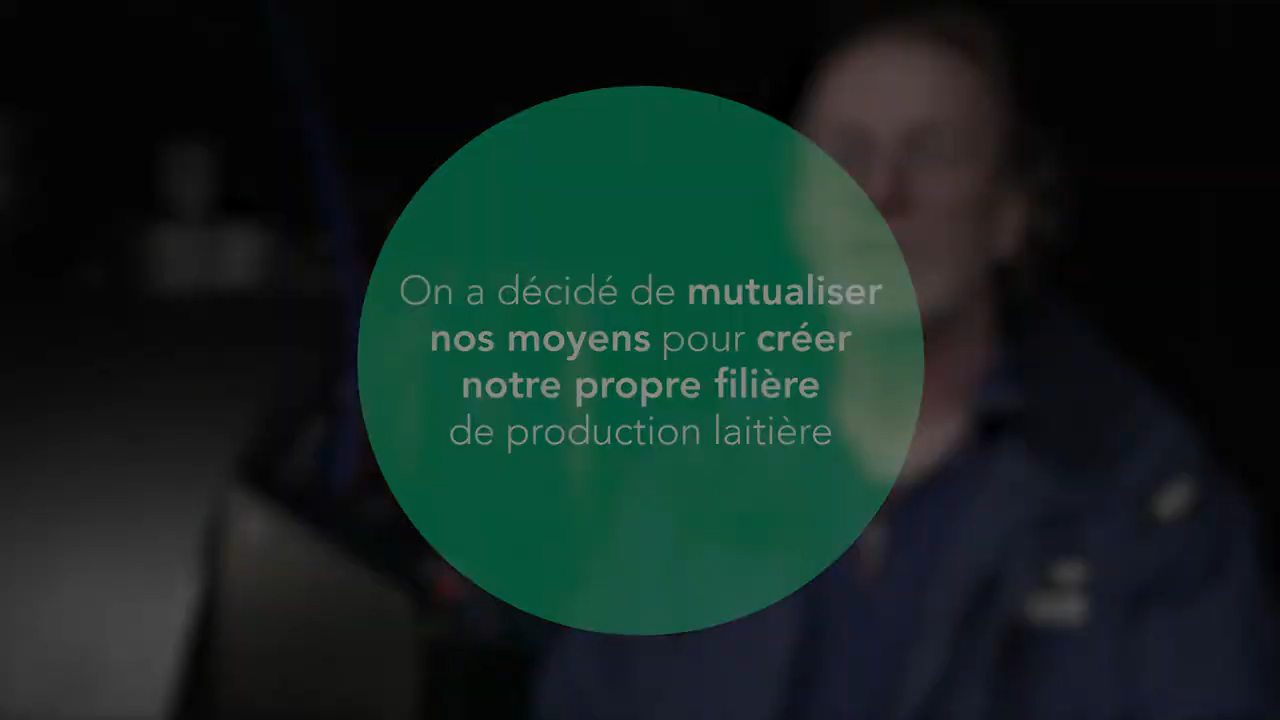 On a décidé de mutualiser
nos moyens pour créer
notre propre filière
de production laitière